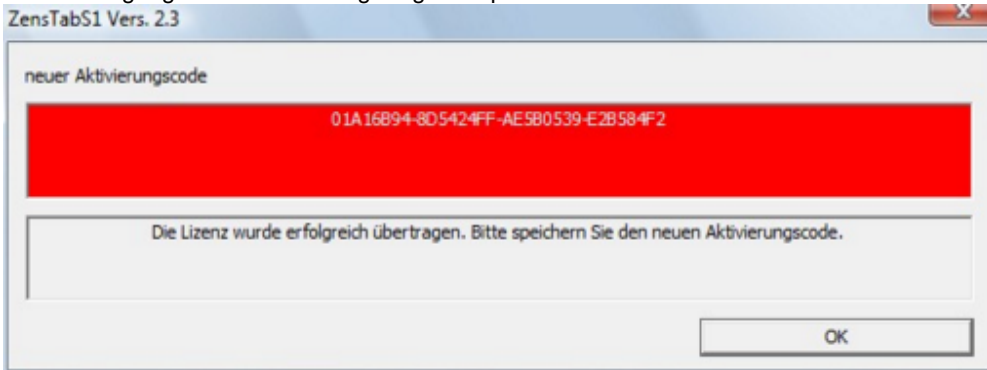 ZensTabS1 Vers. 2.3
neuer Aktivierungscode
01A16B94-8D5424FF-AE5B0539-E2B584F2
Die Lizenz wurde erfolgreich übertragen. Bitte speichern Sie den neuen Aktivierungscode.
OK